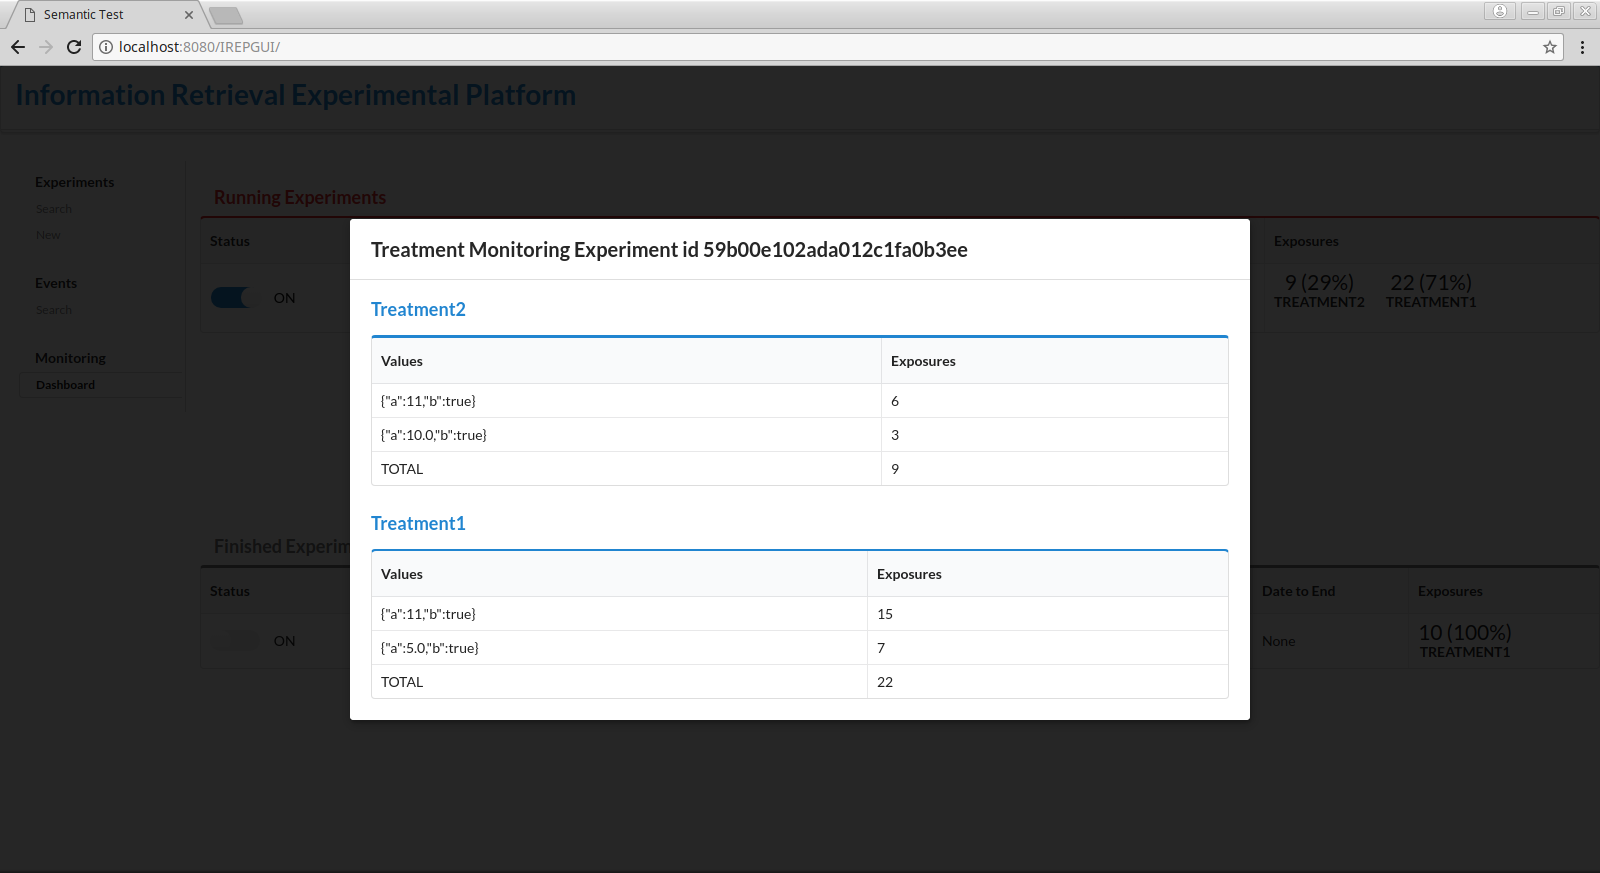 Semantic Test
localhost:8080/IREPGUI/
Information Retrieval Experimental Platform
Experiments
Search
New
Events
Search
Monitoring
Dashboard
Running Experiments
Status
Exposures
ON
9 (29%) 22 (71%)
TREATMENT2 TREATMENT1
Treatment Monitoring Experiment id 59b00e102ada012c1fa0b3ee
Treatment2
Values Exposures
{"a":11,"b":true} 6
{"a":10.0,"b":true} 3
TOTAL 9
Treatment1
Values Exposures
{"a":11,"b":true} 15
{"a":5.0,"b":true} 7
TOTAL 22
Finished Experim
Status
Date to End Exposures
ON
None
10 (100%)
TREATMENT1